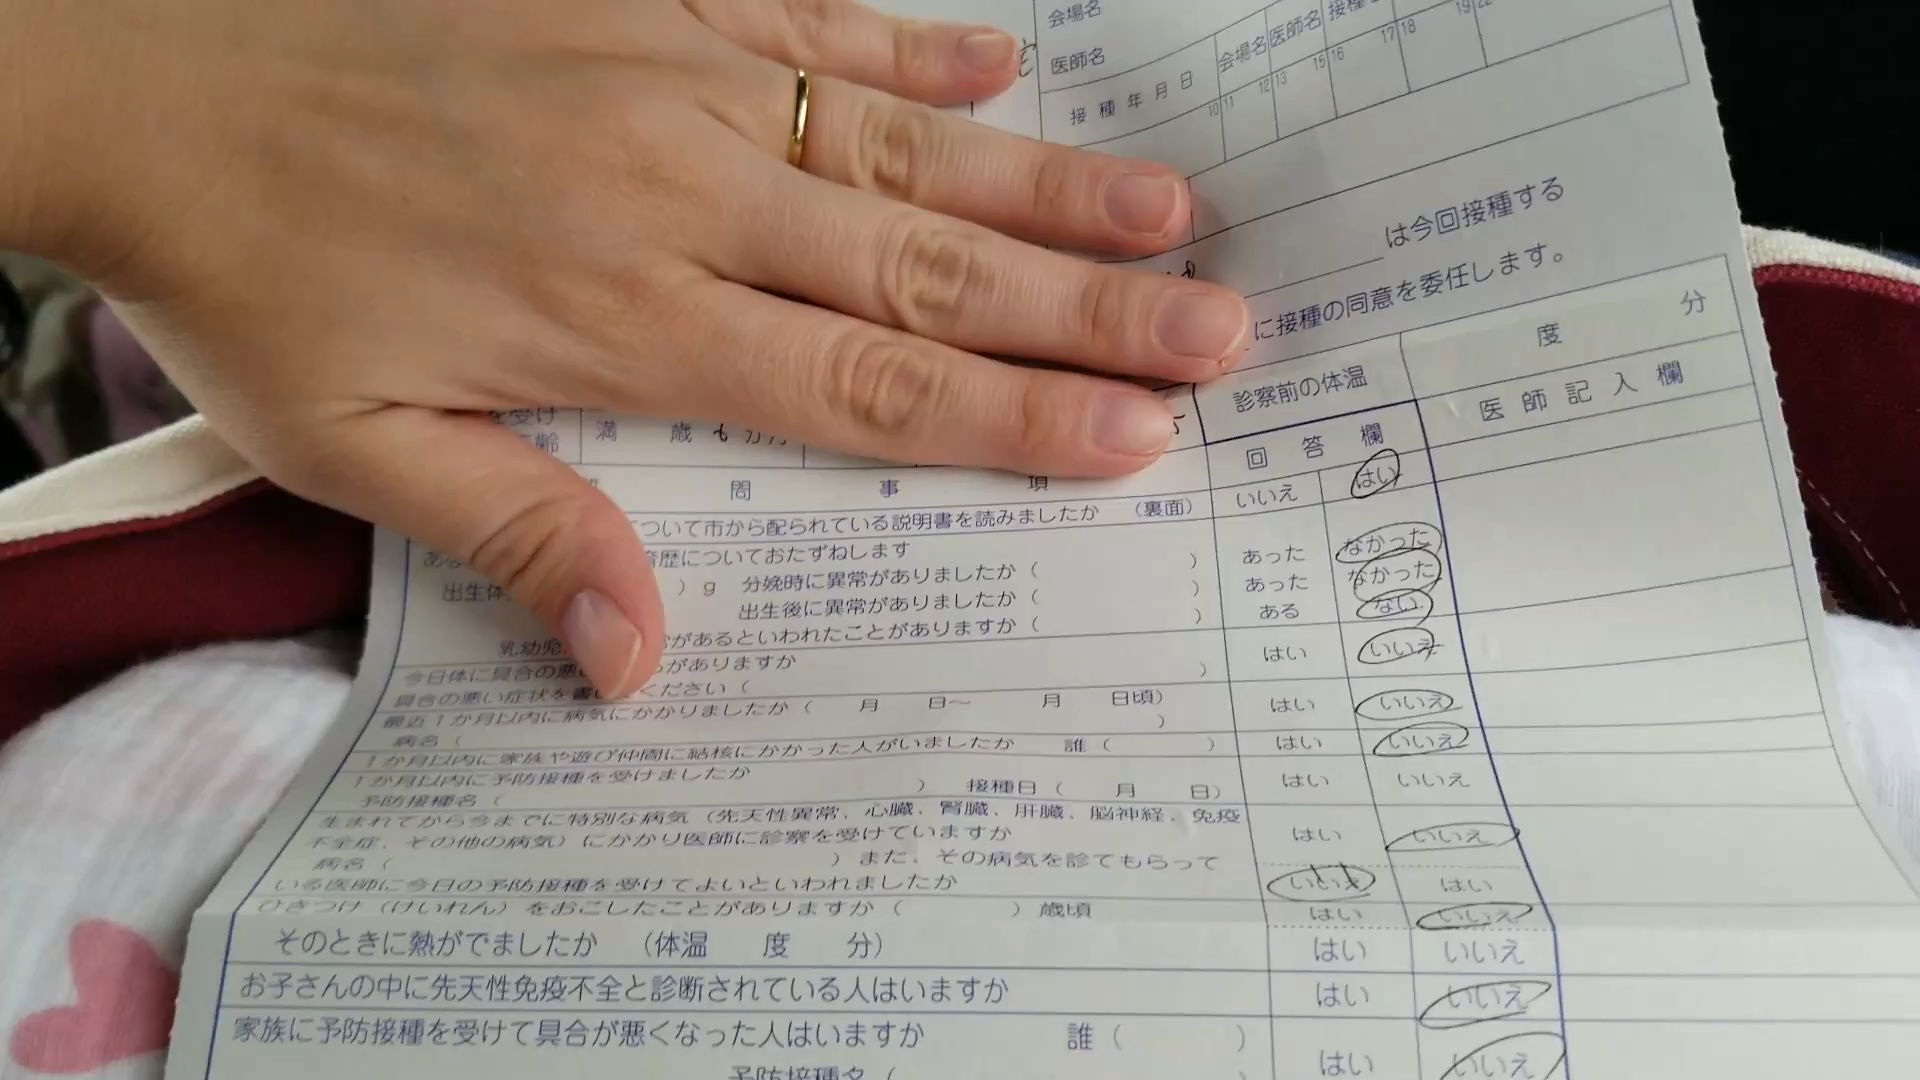 会場名
医師名
接種年月日 会場名 医師名
10 11 12 13 15 16 17 18 19
は今回接種する
に接種の同意を委任します。
診察前の体温 度 分
を受け
齢 満 歳 6 か月
問 事 項 回答欄 医師記入欄
ついて市から配られている説明書を読みましたか （裏面） いいえ はい
歴についておたずねします
）g 分娩時に異常がありましたか（ ） あった なかった
出生体 出生後に異常がありましたか（ あった なかった
乳幼児 があるといわれたことがありますか（ ） ある ない
今日体に具合の悪い がありますか はい いいえ
具合の悪い症状を書 ください（ ）
最近1か月以内に病気にかかりましたか（ 月 日〜 月 日頃） はい いいえ
病名（ ）
1か月以内に家族や遊び仲間に結核にかかった人がいましたか 誰（ ） はい いいえ
1か月以内に予防接種を受けましたか はい いいえ
予防接種名（ ） 接種日（ 月 日）
生まれてから今までに特別な病気（先天性異常、心臓、腎臓、肝臓、脳神経、免疫
不全症、その他の病気）にかかり医師に診察を受けていますか はい いいえ
病名（ ）また、その病気を診てもらって
いる医師に今日の予防接種を受けてよいといわれましたか いいえ はい
ひきつけ（けいれん）をおこしたことがありますか（ ）歳頃 はい いいえ
そのときに熱がでましたか （体温 度 分） はい いいえ
お子さんの中に先天性免疫不全と診断されている人はいますか はい いいえ
家族に予防接種を受けて具合が悪くなった人はいますか 誰（ ） はい いいえ
予防接種名（ ）